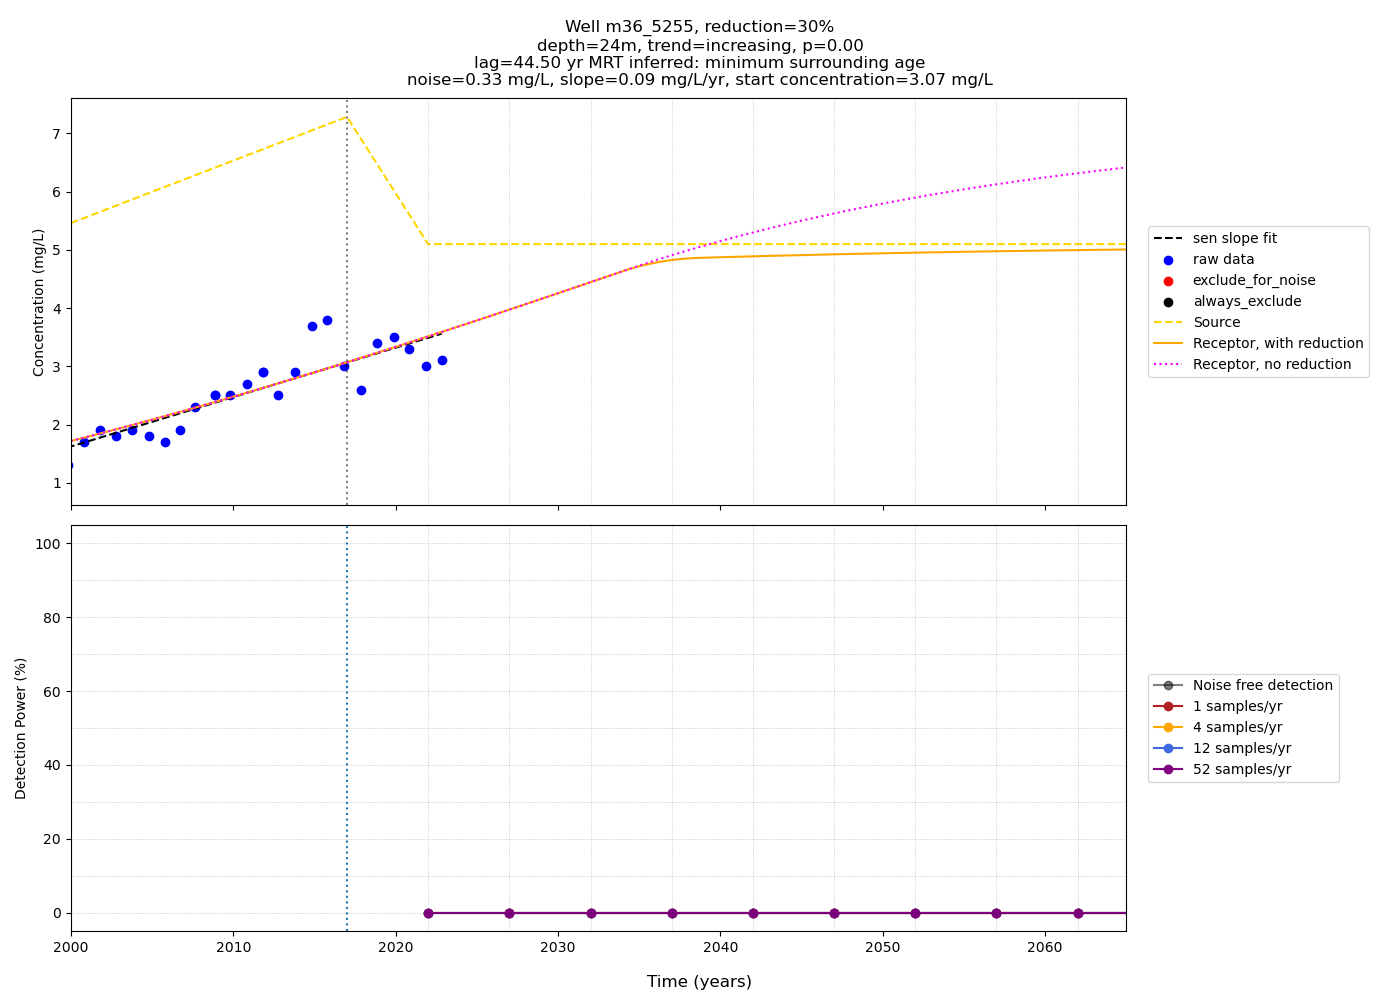 Well m36_5255, reduction=30%
depth=24m, trend=increasing, p=0.00
lag=44.50 yr MRT inferred: minimum surrounding age
noise=0.33 mg/L, slope=0.09 mg/L/yr, start concentration=3.07 mg/L
Concentration (mg/L)
7
6
5
4
3
2
1
sen slope fit
raw data
exclude_for_noise
always_exclude
Source
Receptor, with reduction
Receptor, no reduction
Detection Power (%)
100
80
60
40
20
0
Noise free detection
1 samples/yr
4 samples/yr
12 samples/yr
52 samples/yr
2000 2010 2020 2030 2040 2050 2060
Time (years)